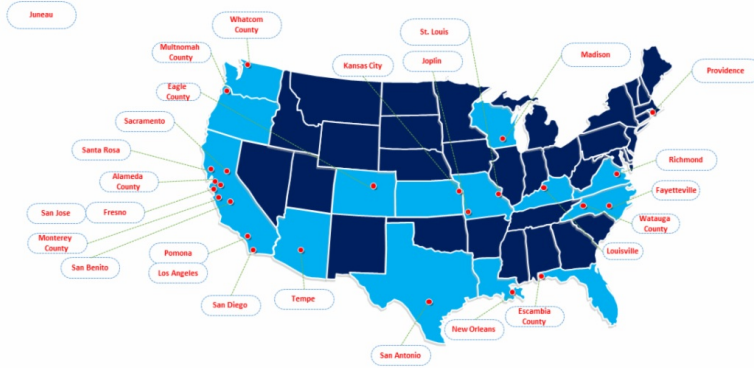 Juneau
Whatcom
County
St. Louis
Multnomah
County
Kansas City
Joplin
Madison
Providence
Eagle
County
Sacramento
Santa Rosa
Alameda
County
Richmond
Fayetteville
San Jose
Fresno
Watauga
County
Monterey
County
San Benito
Pomona
Los Angeles
Louisville
San Diego
Tempe
Escambia
County
New Orleans
San Antonio